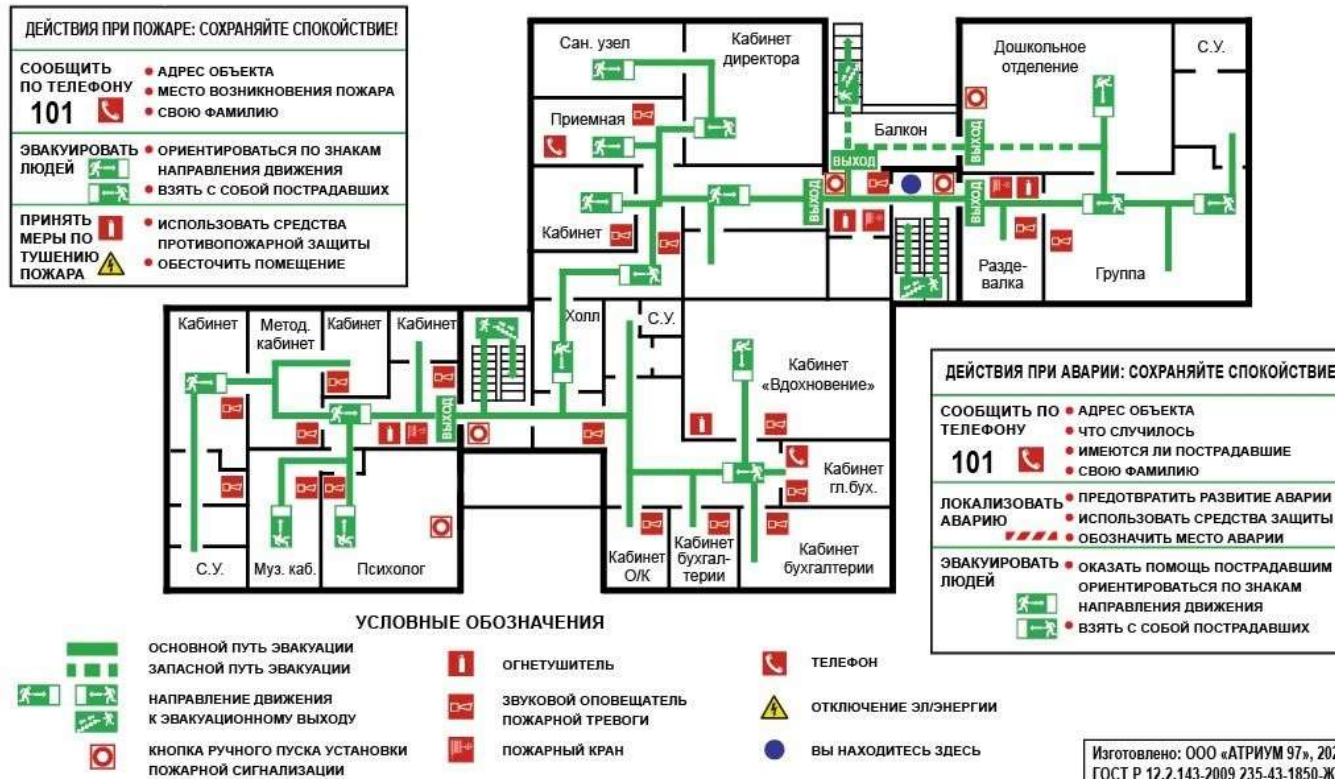 ДЕЙСТВИЯ ПРИ ПОЖАРЕ: СОХРАНЯЙТЕ СПОКОЙСТВИЕ!
СООБЩИТЬ
ПО ТЕЛЕФОНУ
101
• АДРЕС ОБЪЕКТА
• МЕСТО ВОЗНИКНОВЕНИЯ ПОЖАРА
• СВОЮ ФАМИЛИЮ
ЭВАКУИРОВАТЬ
ЛЮДЕЙ
• ОРИЕНТИРОВАТЬСЯ ПО ЗНАКАМ
НАПРАВЛЕНИЯ ДВИЖЕНИЯ
• ВЗЯТЬ С СОБОЙ ПОСТРАДАВШИХ
ПРИНЯТЬ
МЕРЫ ПО
ТУШЕНИЮ
ПОЖАРА
• ИСПОЛЬЗОВАТЬ СРЕДСТВА
ПРОТИВОПОЖАРНОЙ ЗАЩИТЫ
• ОБЕСТОЧИТЬ ПОМЕЩЕНИЕ
Сан. узел
Кабинет
директора
Дошкольное
отделение
С.У.
Приемная
Балкон
ВЫХОД
ВЫХОД
ВЫХОД
ВЫХОД
Кабинет
Разде-
валка
Группа
Кабинет
Метод.
кабинет
Кабинет
Кабинет
Холл
С.У.
Кабинет
«Вдохновение»
ВЫХОД
Кабинет
гл.бух.
С.У.
Муз. каб.
Психолог
Кабинет
О/К
Кабинет
бухгал-
терии
Кабинет
бухгалтерии
ДЕЙСТВИЯ ПРИ АВАРИИ: СОХРАНЯЙТЕ СПОКОЙСТВИЕ
СООБЩИТЬ ПО
ТЕЛЕФОНУ
101
• АДРЕС ОБЪЕКТА
• ЧТО СЛУЧИЛОСЬ
• ИМЕЮТСЯ ЛИ ПОСТРАДАВШИЕ
• СВОЮ ФАМИЛИЮ
ЛОКАЛИЗОВАТЬ
АВАРИЮ
• ПРЕДОТВРАТИТЬ РАЗВИТИЕ АВАРИИ
• ИСПОЛЬЗОВАТЬ СРЕДСТВА ЗАЩИТЫ
• ОБОЗНАЧИТЬ МЕСТО АВАРИИ
ЭВАКУИРОВАТЬ
ЛЮДЕЙ
• ОКАЗАТЬ ПОМОЩЬ ПОСТРАДАВШИМ
ОРИЕНТИРОВАТЬСЯ ПО ЗНАКАМ
НАПРАВЛЕНИЯ ДВИЖЕНИЯ
• ВЗЯТЬ С СОБОЙ ПОСТРАДАВШИХ
УСЛОВНЫЕ ОБОЗНАЧЕНИЯ
ОСНОВНОЙ ПУТЬ ЭВАКУАЦИИ
ЗАПАСНОЙ ПУТЬ ЭВАКУАЦИИ
НАПРАВЛЕНИЕ ДВИЖЕНИЯ
К ЭВАКУАЦИОННОМУ ВЫХОДУ
КНОПКА РУЧНОГО ПУСКА УСТАНОВКИ
ПОЖАРНОЙ СИГНАЛИЗАЦИИ
ОГНЕТУШИТЕЛЬ
ЗВУКОВОЙ ОПОВЕЩАТЕЛЬ
ПОЖАРНОЙ ТРЕВОГИ
ПОЖАРНЫЙ КРАН
ТЕЛЕФОН
ОТКЛЮЧЕНИЕ ЭЛ/ЭНЕРГИИ
ВЫ НАХОДИТЕСЬ ЗДЕСЬ
Изготовлено: ООО «АТРИУМ 97», 202
ГОСТ Р 12.2.143-2009 235-43-1850-Ж